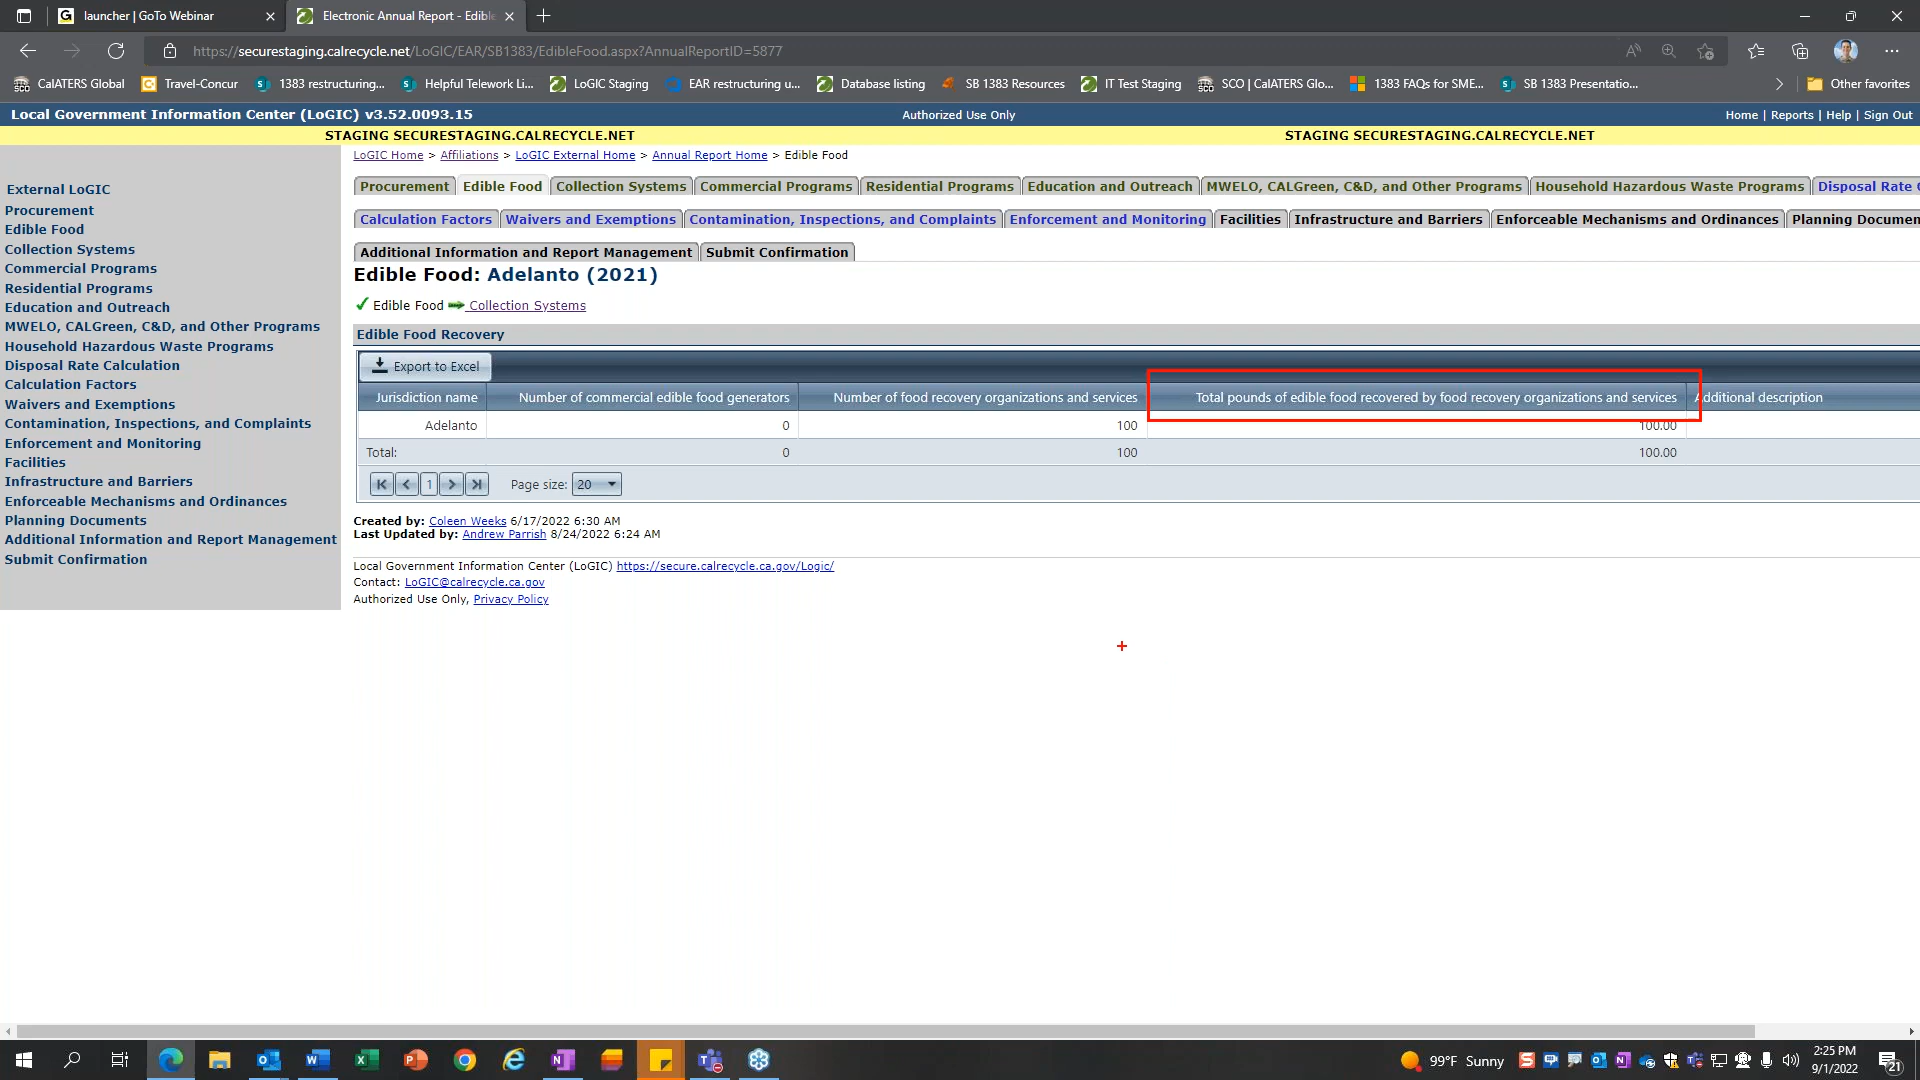 launcher | GoTo Webinar
Electronic Annual Report - Edible
https://securestaging.calrecycle.net/LoGIC/EAR/SB1383/EdibleFood.aspx?AnnualReportID=5877
CalATERS Global Travel-Concur 1383 restructuring... Helpful Telework Li... LoGIC Staging EAR restructuring u... Database listing SB 1383 Resources IT Test Staging SCO | CalATERS Glo... 1383 FAQs for SME... SB 1383 Presentatio... Other favorites
Local Government Information Center (LoGIC) v3.52.0093.15 Authorized Use Only Home | Reports | Help | Sign Out
STAGING SECURESTAGING.CALRECYCLE.NET STAGING SECURESTAGING.CALRECYCLE.NET
External LoGIC
Procurement
Edible Food
Collection Systems
Commercial Programs
Residential Programs
Education and Outreach
MWELO, CALGreen, C&D, and Other Programs
Household Hazardous Waste Programs
Disposal Rate Calculation
Calculation Factors
Waivers and Exemptions
Contamination, Inspections, and Complaints
Enforcement and Monitoring
Facilities
Infrastructure and Barriers
Enforceable Mechanisms and Ordinances
Planning Documents
Additional Information and Report Management
Submit Confirmation
LoGIC Home > Affiliations > LoGIC External Home > Annual Report Home > Edible Food
Procurement Edible Food Collection Systems Commercial Programs Residential Programs Education and Outreach MWELO, CALGreen, C&D, and Other Programs Household Hazardous Waste Programs Disposal Rate C
Calculation Factors Waivers and Exemptions Contamination, Inspections, and Complaints Enforcement and Monitoring Facilities Infrastructure and Barriers Enforceable Mechanisms and Ordinances Planning Documen
Additional Information and Report Management Submit Confirmation
Edible Food: Adelanto (2021)
Edible Food Collection Systems
Edible Food Recovery
Export to Excel
Jurisdiction name Number of commercial edible food generators Number of food recovery organizations and services Total pounds of edible food recovered by food recovery organizations and services Additional description
Adelanto 0 100 100.00
Total: 0 100 100.00
1 Page size: 20
Created by: Coleen Weeks 6/17/2022 6:30 AM
Last Updated by: Andrew Parrish 8/24/2022 6:24 AM
Local Government Information Center (LoGIC) https://secure.calrecycle.ca.gov/Logic/
Contact: LoGIC@calrecycle.ca.gov
Authorized Use Only, Privacy Policy
99°F Sunny
2:25 PM
9/1/2022
21